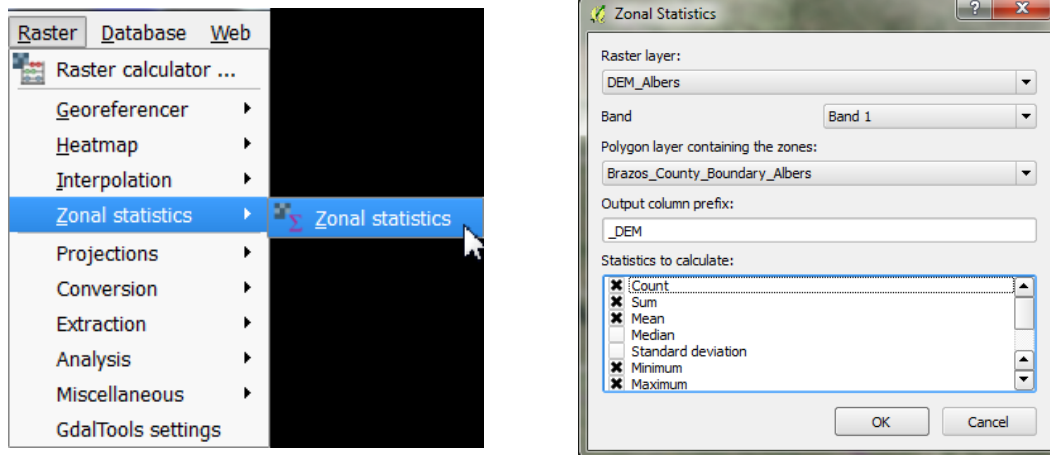 Raster Database Web
Raster calculator ...
Georeferencer
Heatmap
Interpolation
Zonal statistics
Zonal statistics
Projections
Conversion
Extraction
Analysis
Miscellaneous
GdalTools settings
Zonal Statistics
Raster layer:
DEM_Albers
Band Band 1
Polygon layer containing the zones:
Brazos_County_Boundary_Albers
Output column prefix:
_DEM
Statistics to calculate:
Count
Sum
Mean
Median
Standard deviation
Minimum
Maximum
OK Cancel